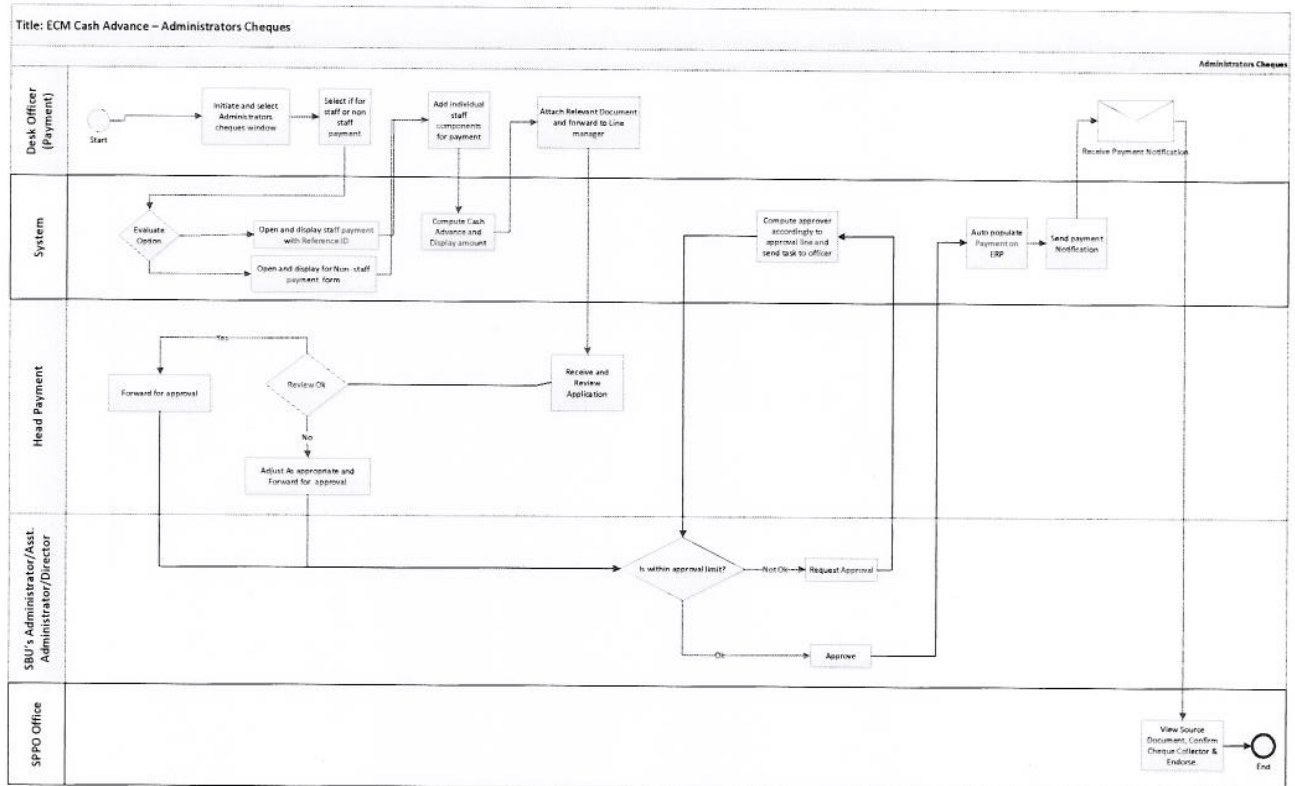 Title: ECM Cash Advance – Administrators Cheques
Administrators Cheques
Desk Officer
(Payment)
Start
Initiate and select
Administrators
cheques window
Select if for
staff or non
staff
payment
Add individual
staff
components
for payment
Attach Relevant Document
and forward to Line
manager
Receive Payment Notification
System
Evaluate
Option
Open and display staff payment
with Reference ID
Open and display for Non- staff
payment form
Compute Cash
Advance and
Display amount
Compute approver
accordingly to
approval line and
send task to officer
Auto populate
Payment on
ERP
Send payment
Notification
Head Payment
Yes
Forward for approval
Review Ok
No
Adjust As appropriate and
Forward for approval
Receive and
Review
Application
SBU's Administrator/Asst.
Administrator/Director
Is within approval limit?
Not Ok
Request Approval
Ok
Approve
SPPO Office
View Source
Document, Confirm
Cheque Collector &
Endorse.
End